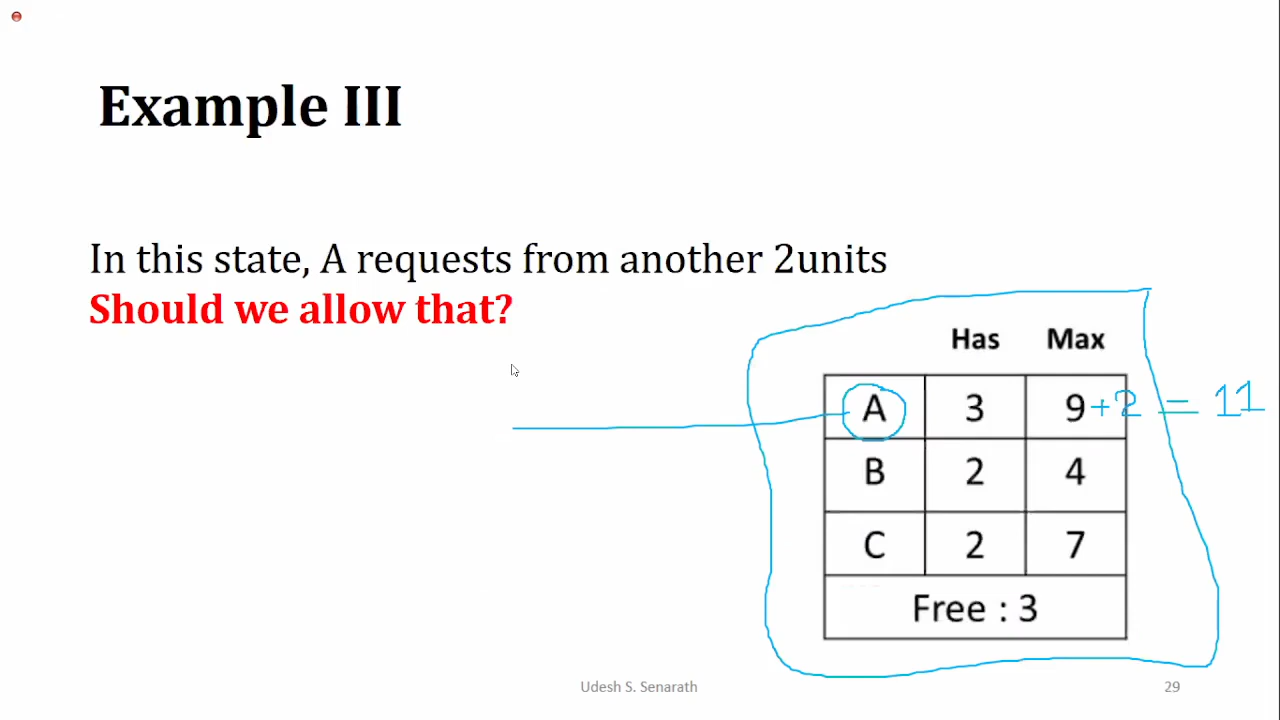 Example III
In this state, A requests from another 2units
Should we allow that?
Has Max
A 3 9 +2 = 11
B 2 4
C 2 7
Free : 3
Udesh S. Senarath
29